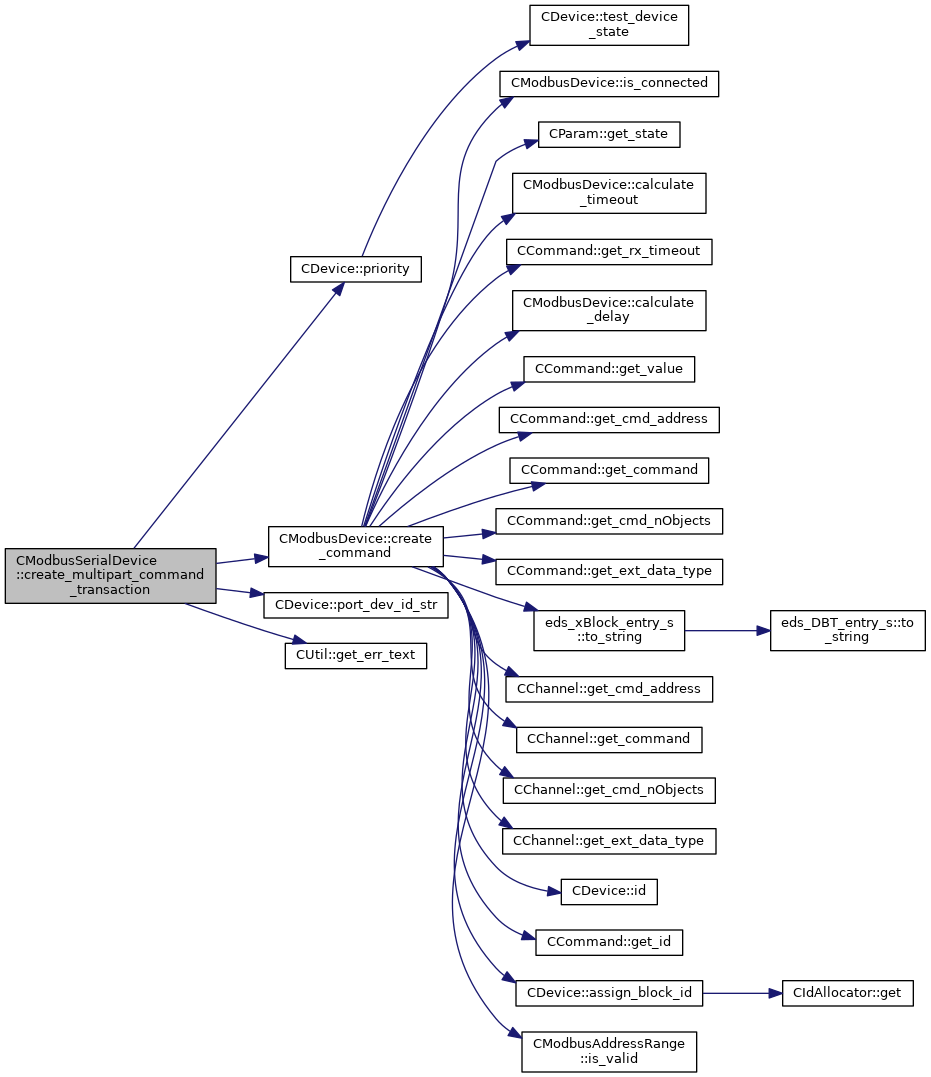 CDevice::test_device
_state
CModbusDevice::is_connected
CParam::get_state
CModbusDevice::calculate
_timeout
CCommand::get_rx_timeout
CDevice::priority
CModbusDevice::calculate
_delay
CCommand::get_value
CCommand::get_cmd_address
CCommand::get_command
CCommand::get_cmd_nObjects
CModbusDevice::create
_command
CModbusSerialDevice
::create_multipart_command
_transaction
CCommand::get_ext_data_type
CDevice::port_dev_id_str
eds_xBlock_entry_s
::to_string
eds_DBT_entry_s::to
_string
CUtil::get_err_text
CChannel::get_cmd_address
CChannel::get_command
CChannel::get_cmd_nObjects
CChannel::get_ext_data_type
CDevice::id
CCommand::get_id
CDevice::assign_block_id
CIdAllocator::get
CModbusAddressRange
::is_valid